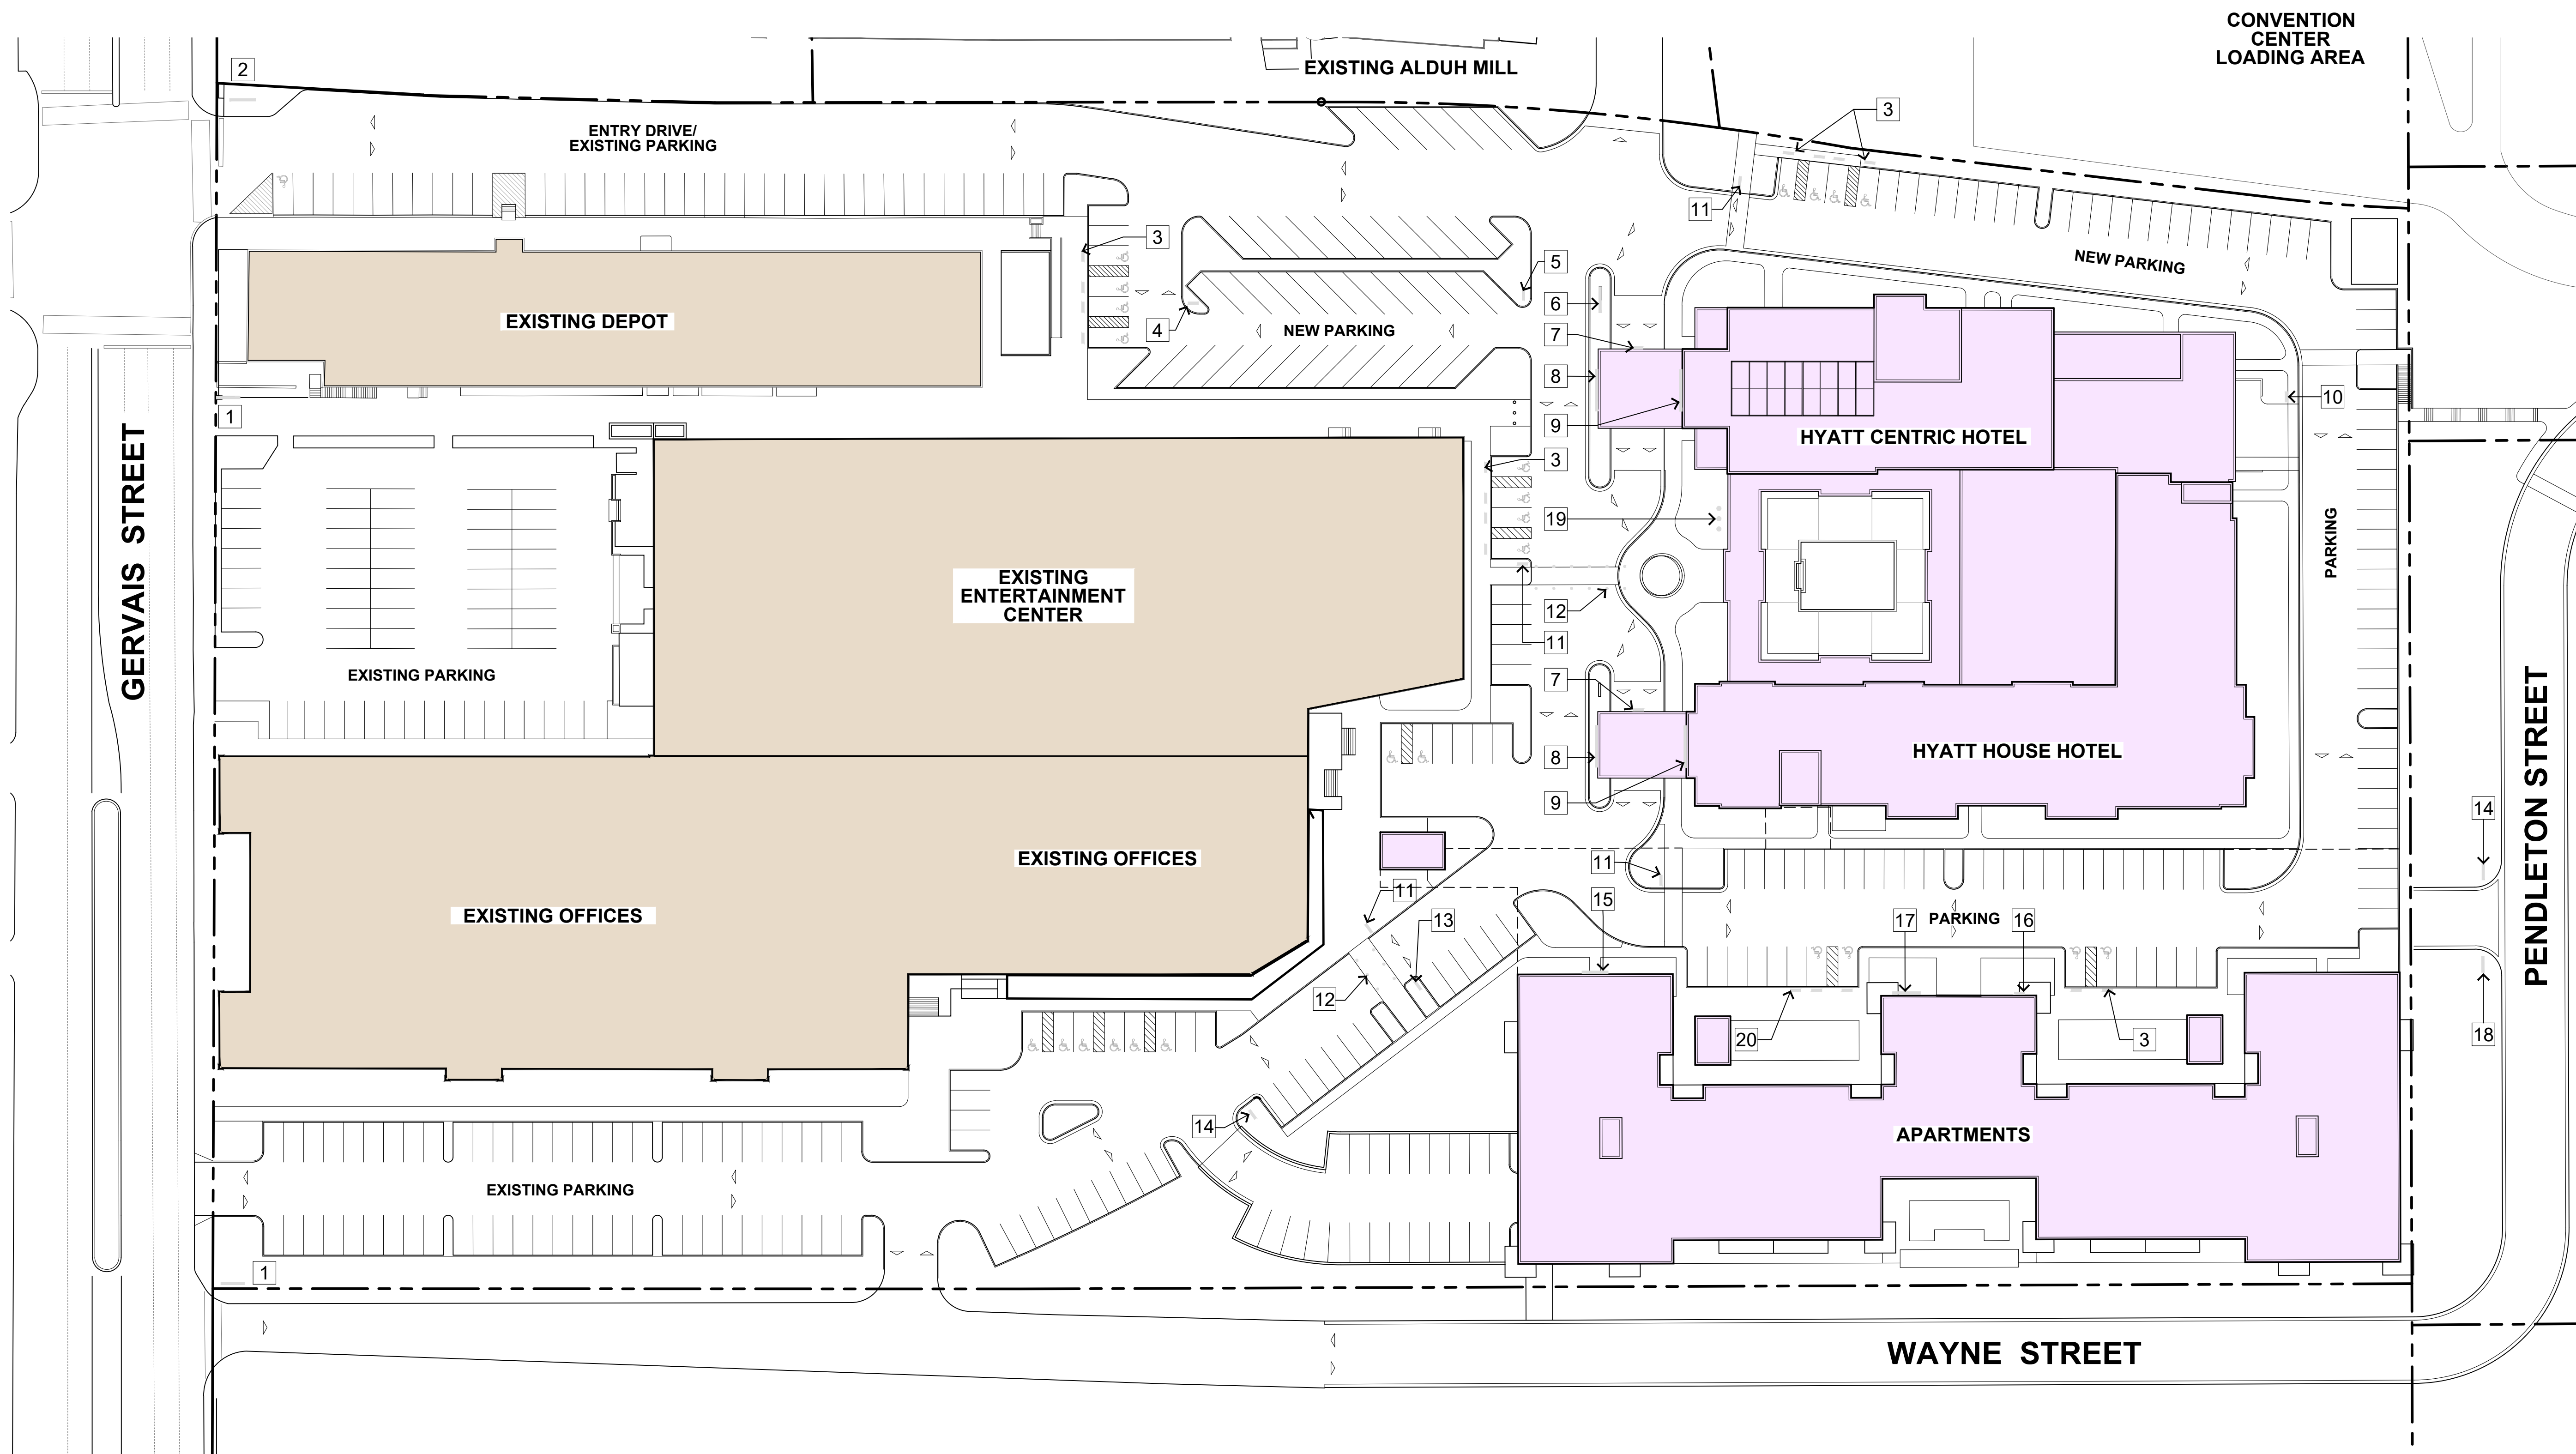 CONVENTION
CENTER
LOADING AREA
2
EXISTING ALDUH MILL
3
ENTRY DRIVE/
EXISTING PARKING
11
3
NEW PARKING
5
6
EXISTING DEPOT
4
NEW PARKING
7
8
10
1
9
HYATT CENTRIC HOTEL
3
GERVAIS STREET
19
PARKING
EXISTING
ENTERTAINMENT
CENTER
12
11
EXISTING PARKING
7
8
HYATT HOUSE HOTEL
PENDLETON STREET
9
14
EXISTING OFFICES
11
11
15
EXISTING OFFICES
13
17
PARKING
16
12
20
3
18
14
APARTMENTS
EXISTING PARKING
1
WAYNE STREET